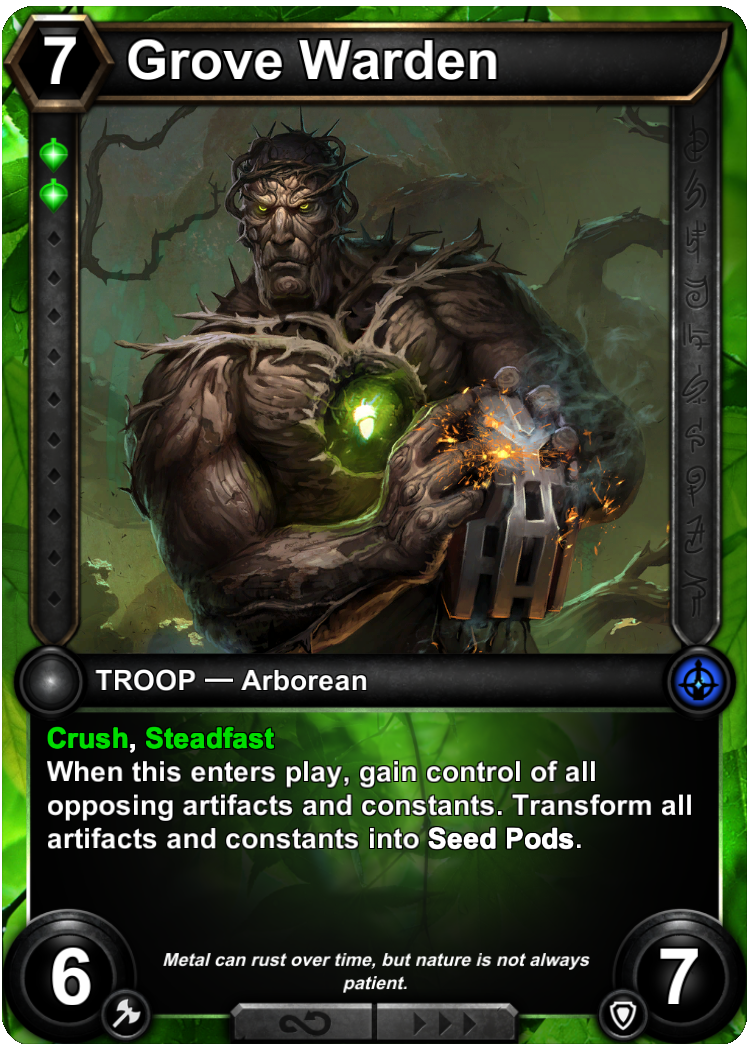 7 Grove Warden
TROOP — Arborean
Crush, Steadfast
When this enters play, gain control of all
opposing artifacts and constants. Transform all
artifacts and constants into Seed Pods.
Metal can rust over time, but nature is not always
patient.
6
7